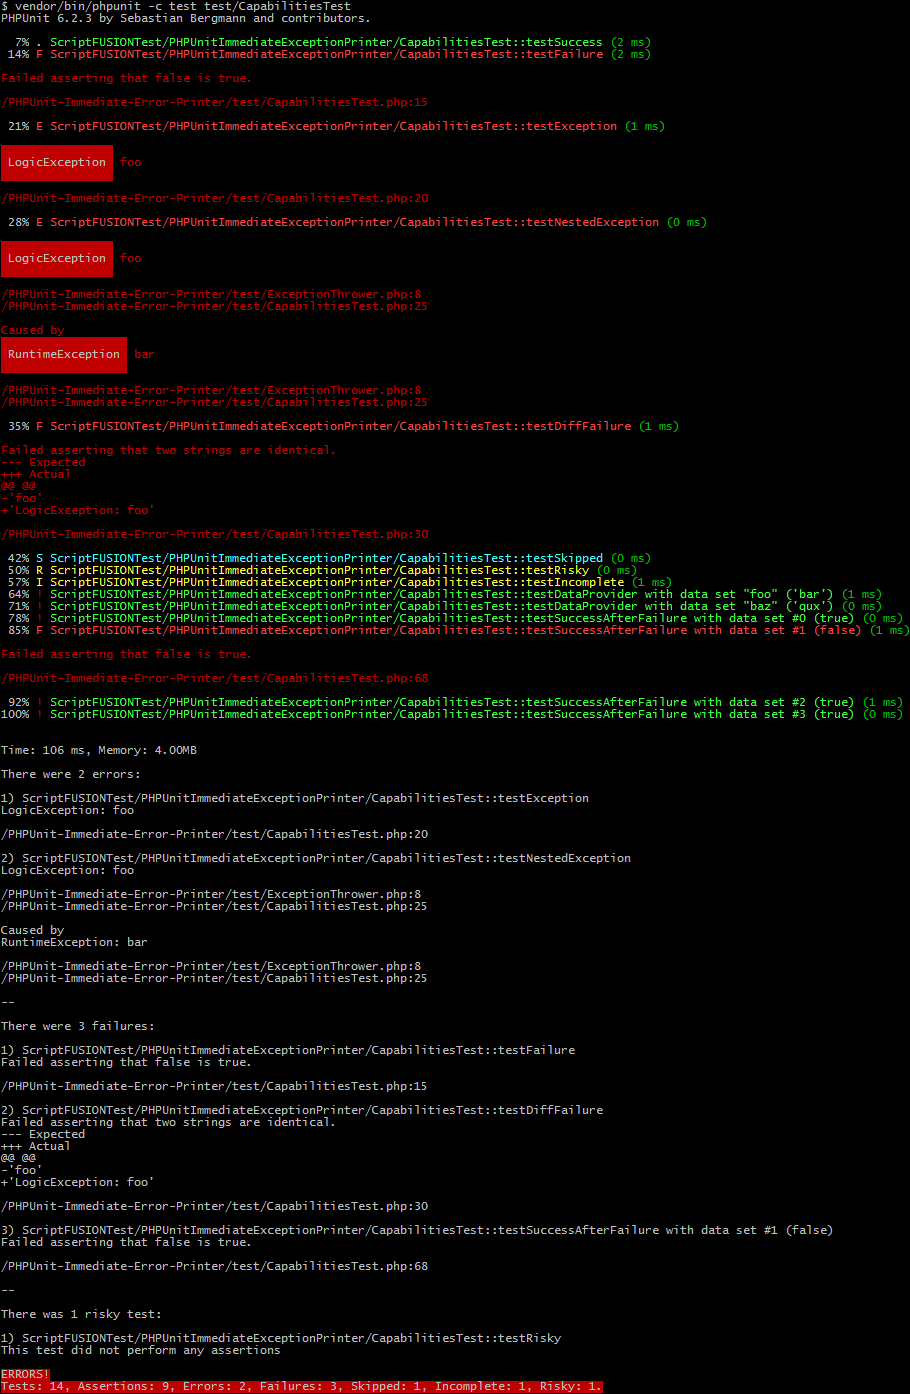 $ vendor/bin/phpunit -c test test/CapabilitiesTest
PHPUnit 6.2.3 by Sebastian Bergmann and contributors.
7% . ScriptFUSIONTest/PHPUnitImmediateExceptionPrinter/CapabilitiesTest::testSuccess (2 ms)
14% F ScriptFUSIONTest/PHPUnitImmediateExceptionPrinter/CapabilitiesTest::testFailure (2 ms)
Failed asserting that false is true.
/PHPUnit-Immediate-Error-Printer/test/CapabilitiesTest.php:15
21% E ScriptFUSIONTest/PHPUnitImmediateExceptionPrinter/CapabilitiesTest::testException (1 ms)
LogicException foo
/PHPUnit-Immediate-Error-Printer/test/CapabilitiesTest.php:20
28% E ScriptFUSIONTest/PHPUnitImmediateExceptionPrinter/CapabilitiesTest::testNestedException (0 ms)
LogicException foo
/PHPUnit-Immediate-Error-Printer/test/ExceptionThrower.php:8
/PHPUnit-Immediate-Error-Printer/test/CapabilitiesTest.php:25
Caused by
RuntimeException bar
/PHPUnit-Immediate-Error-Printer/test/ExceptionThrower.php:8
/PHPUnit-Immediate-Error-Printer/test/CapabilitiesTest.php:25
35% F ScriptFUSIONTest/PHPUnitImmediateExceptionPrinter/CapabilitiesTest::testDiffFailure (1 ms)
Failed asserting that two strings are identical.
--- Expected
+++ Actual
@@ @@
-'foo'
+'LogicException: foo'
/PHPUnit-Immediate-Error-Printer/test/CapabilitiesTest.php:30
42% S ScriptFUSIONTest/PHPUnitImmediateExceptionPrinter/CapabilitiesTest::testSkipped (0 ms)
50% R ScriptFUSIONTest/PHPUnitImmediateExceptionPrinter/CapabilitiesTest::testRisky (0 ms)
57% I ScriptFUSIONTest/PHPUnitImmediateExceptionPrinter/CapabilitiesTest::testIncomplete (1 ms)
64% ! ScriptFUSIONTest/PHPUnitImmediateExceptionPrinter/CapabilitiesTest::testDataProvider with data set "foo" ('bar') (1 ms)
71% ! ScriptFUSIONTest/PHPUnitImmediateExceptionPrinter/CapabilitiesTest::testDataProvider with data set "baz" ('qux') (0 ms)
78% ! ScriptFUSIONTest/PHPUnitImmediateExceptionPrinter/CapabilitiesTest::testSuccessAfterFailure with data set #0 (true) (0 ms)
85% F ScriptFUSIONTest/PHPUnitImmediateExceptionPrinter/CapabilitiesTest::testSuccessAfterFailure with data set #1 (false) (1 ms)
Failed asserting that false is true.
/PHPUnit-Immediate-Error-Printer/test/CapabilitiesTest.php:68
92% ! ScriptFUSIONTest/PHPUnitImmediateExceptionPrinter/CapabilitiesTest::testSuccessAfterFailure with data set #2 (true) (1 ms)
100% ! ScriptFUSIONTest/PHPUnitImmediateExceptionPrinter/CapabilitiesTest::testSuccessAfterFailure with data set #3 (true) (0 ms)
Time: 106 ms, Memory: 4.00MB
There were 2 errors:
1) ScriptFUSIONTest/PHPUnitImmediateExceptionPrinter/CapabilitiesTest::testException
LogicException: foo
/PHPUnit-Immediate-Error-Printer/test/CapabilitiesTest.php:20
2) ScriptFUSIONTest/PHPUnitImmediateExceptionPrinter/CapabilitiesTest::testNestedException
LogicException: foo
/PHPUnit-Immediate-Error-Printer/test/ExceptionThrower.php:8
/PHPUnit-Immediate-Error-Printer/test/CapabilitiesTest.php:25
Caused by
RuntimeException: bar
/PHPUnit-Immediate-Error-Printer/test/ExceptionThrower.php:8
/PHPUnit-Immediate-Error-Printer/test/CapabilitiesTest.php:25
--
There were 3 failures:
1) ScriptFUSIONTest/PHPUnitImmediateExceptionPrinter/CapabilitiesTest::testFailure
Failed asserting that false is true.
/PHPUnit-Immediate-Error-Printer/test/CapabilitiesTest.php:15
2) ScriptFUSIONTest/PHPUnitImmediateExceptionPrinter/CapabilitiesTest::testDiffFailure
Failed asserting that two strings are identical.
--- Expected
+++ Actual
@@ @@
-'foo'
+'LogicException: foo'
/PHPUnit-Immediate-Error-Printer/test/CapabilitiesTest.php:30
3) ScriptFUSIONTest/PHPUnitImmediateExceptionPrinter/CapabilitiesTest::testSuccessAfterFailure with data set #1 (false)
Failed asserting that false is true.
/PHPUnit-Immediate-Error-Printer/test/CapabilitiesTest.php:68
--
There was 1 risky test:
1) ScriptFUSIONTest/PHPUnitImmediateExceptionPrinter/CapabilitiesTest::testRisky
This test did not perform any assertions
ERRORS!
Tests: 14, Assertions: 9, Errors: 2, Failures: 3, Skipped: 1, Incomplete: 1, Risky: 1.